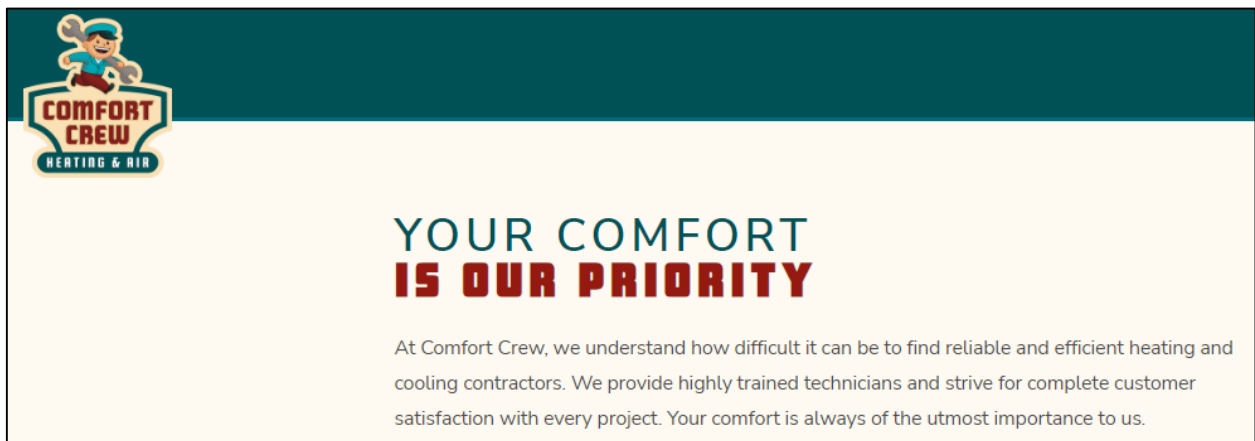 COMFORT
CREW
HEATING & AIR
YOUR COMFORT
IS OUR PRIORITY
At Comfort Crew, we understand how difficult it can be to find reliable and efficient heating and
cooling contractors. We provide highly trained technicians and strive for complete customer
satisfaction with every project. Your comfort is always of the utmost importance to us.